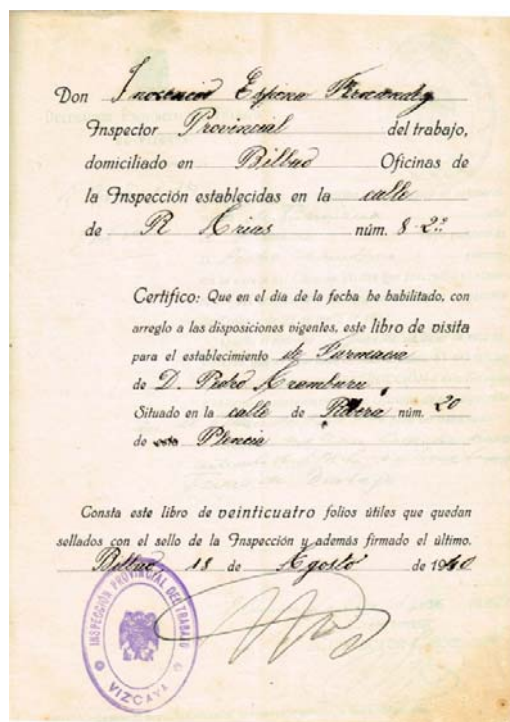 Don Inocencio Espina Fernandez
Inspector Provincial del trabajo,
domiciliado en Bilbao Oficinas de
la Inspección establecidas en la calle
de R Arias núm. 8-2º
Certifico: Que en el día de la fecha he habilitado, con
arreglo a las disposiciones vigentes, este libro de visita
para el establecimiento de Farmacia
de D. Pedro Aramburu
Situado en la calle de Ribera núm. 20
de Plencia
Consta este libro de veinticuatro folios útiles que quedan
sellados con el sello de la Inspección y además firmado el último.
Bilbao, 18 de Agosto de 1940
INSPECCIÓN PROVINCIAL DEL TRABAJO
VIZCAYA